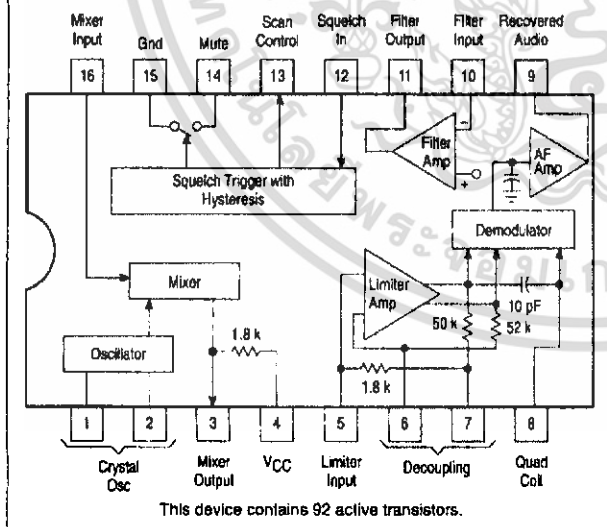 Mixer Input
Gnd
Mute
Scan Control
Squelch In
Filter Output
Filter Input
Recovered Audio
16
15
14
13
12
11
10
9
Filter Amp
+
AF Amp
Squelch Trigger with Hysteresis
Demodulator
Mixer
Limiter Amp
10 pF
50 k
52 k
1.8 k
Oscillator
1.8 k
1
2
3
4
5
6
7
8
Crystal Osc
Mixer Output
VCC
Limiter Input
Decoupling
Quad Coil
This device contains 92 active transistors.